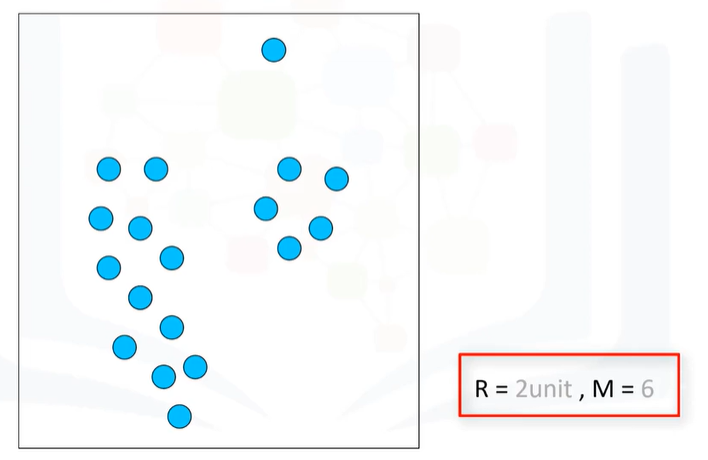 R = 2unit , M = 6